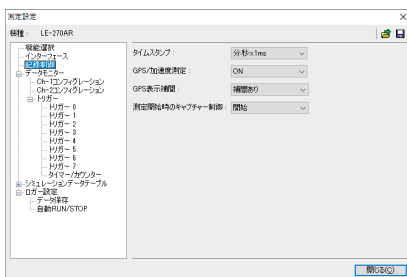 測定設定
機種： LE-270AR
機能選択
インターフェース
記録制御
データモニター
Ch-1コンフィグレーション
Ch-2コンフィグレーション
トリガー
トリガー 0
トリガー 1
トリガー 2
トリガー 3
トリガー 4
トリガー 5
トリガー 6
トリガー 7
タイマー/カウンター
シミュレーションデータテーブル
ロガー設定
データ保存
自動RUN/STOP
タイムスタンプ： 分:秒:x1ms
GPS/加速度測定： ON
GPS表示補間： 補間あり
測定開始時のキャプチャー制御： 開始
閉じる(C)